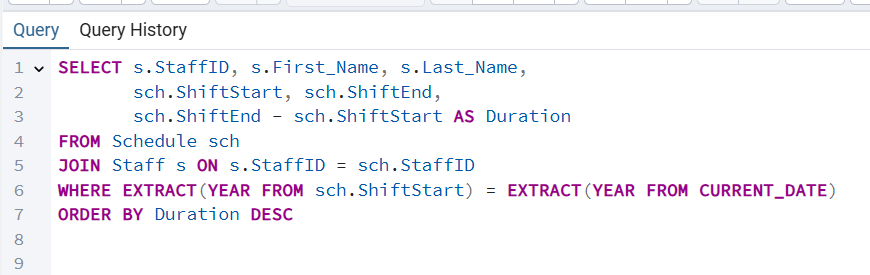 Query Query History
1 SELECT s.StaffID, s.First_Name, s.Last_Name,
2 sch.ShiftStart, sch.ShiftEnd,
3 sch.ShiftEnd - sch.ShiftStart AS Duration
4 FROM Schedule sch
5 JOIN Staff s ON s.StaffID = sch.StaffID
6 WHERE EXTRACT(YEAR FROM sch.ShiftStart) = EXTRACT(YEAR FROM CURRENT_DATE)
7 ORDER BY Duration DESC
8
9